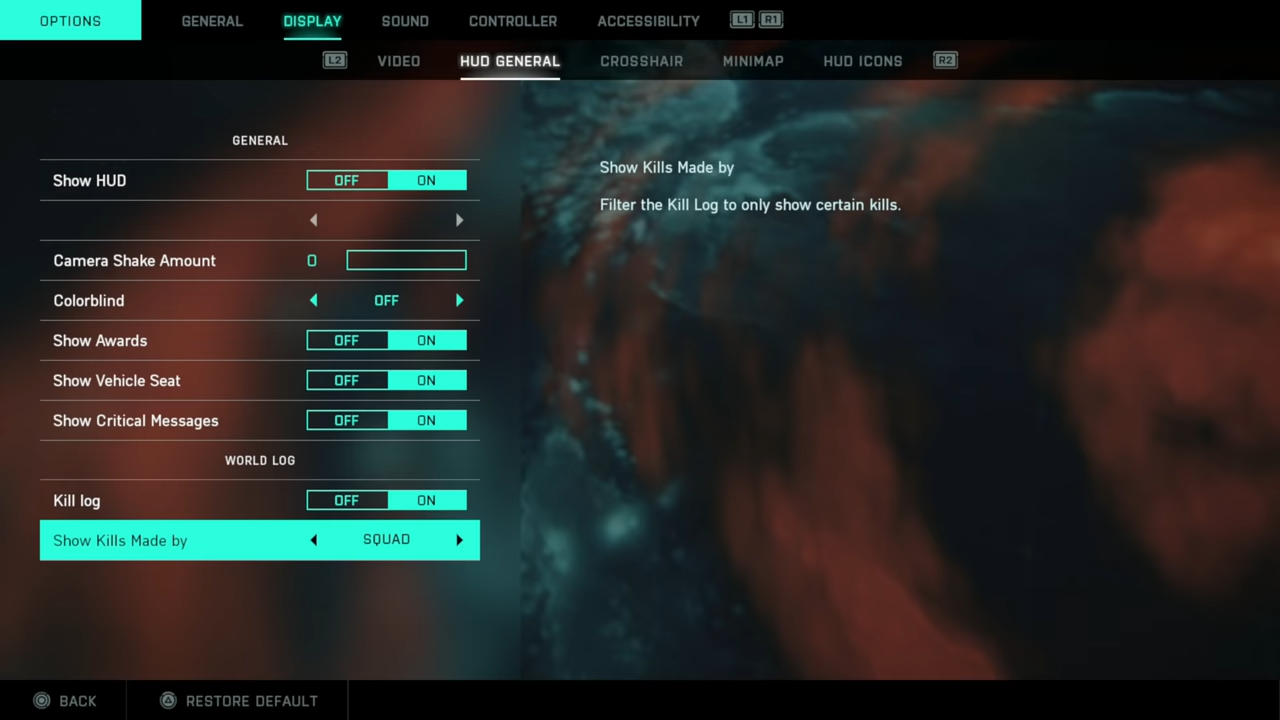 OPTIONS GENERAL DISPLAY SOUND CONTROLLER ACCESSIBILITY L1 R1
L2 VIDEO HUD GENERAL CROSSHAIR MINIMAP HUD ICONS R2
GENERAL
Show HUD OFF ON
Camera Shake Amount 0
Colorblind OFF
Show Awards OFF ON
Show Vehicle Seat OFF ON
Show Critical Messages OFF ON
WORLD LOG
Kill log OFF ON
Show Kills Made by SQUAD
Show Kills Made by
Filter the Kill Log to only show certain kills.
BACK RESTORE DEFAULT